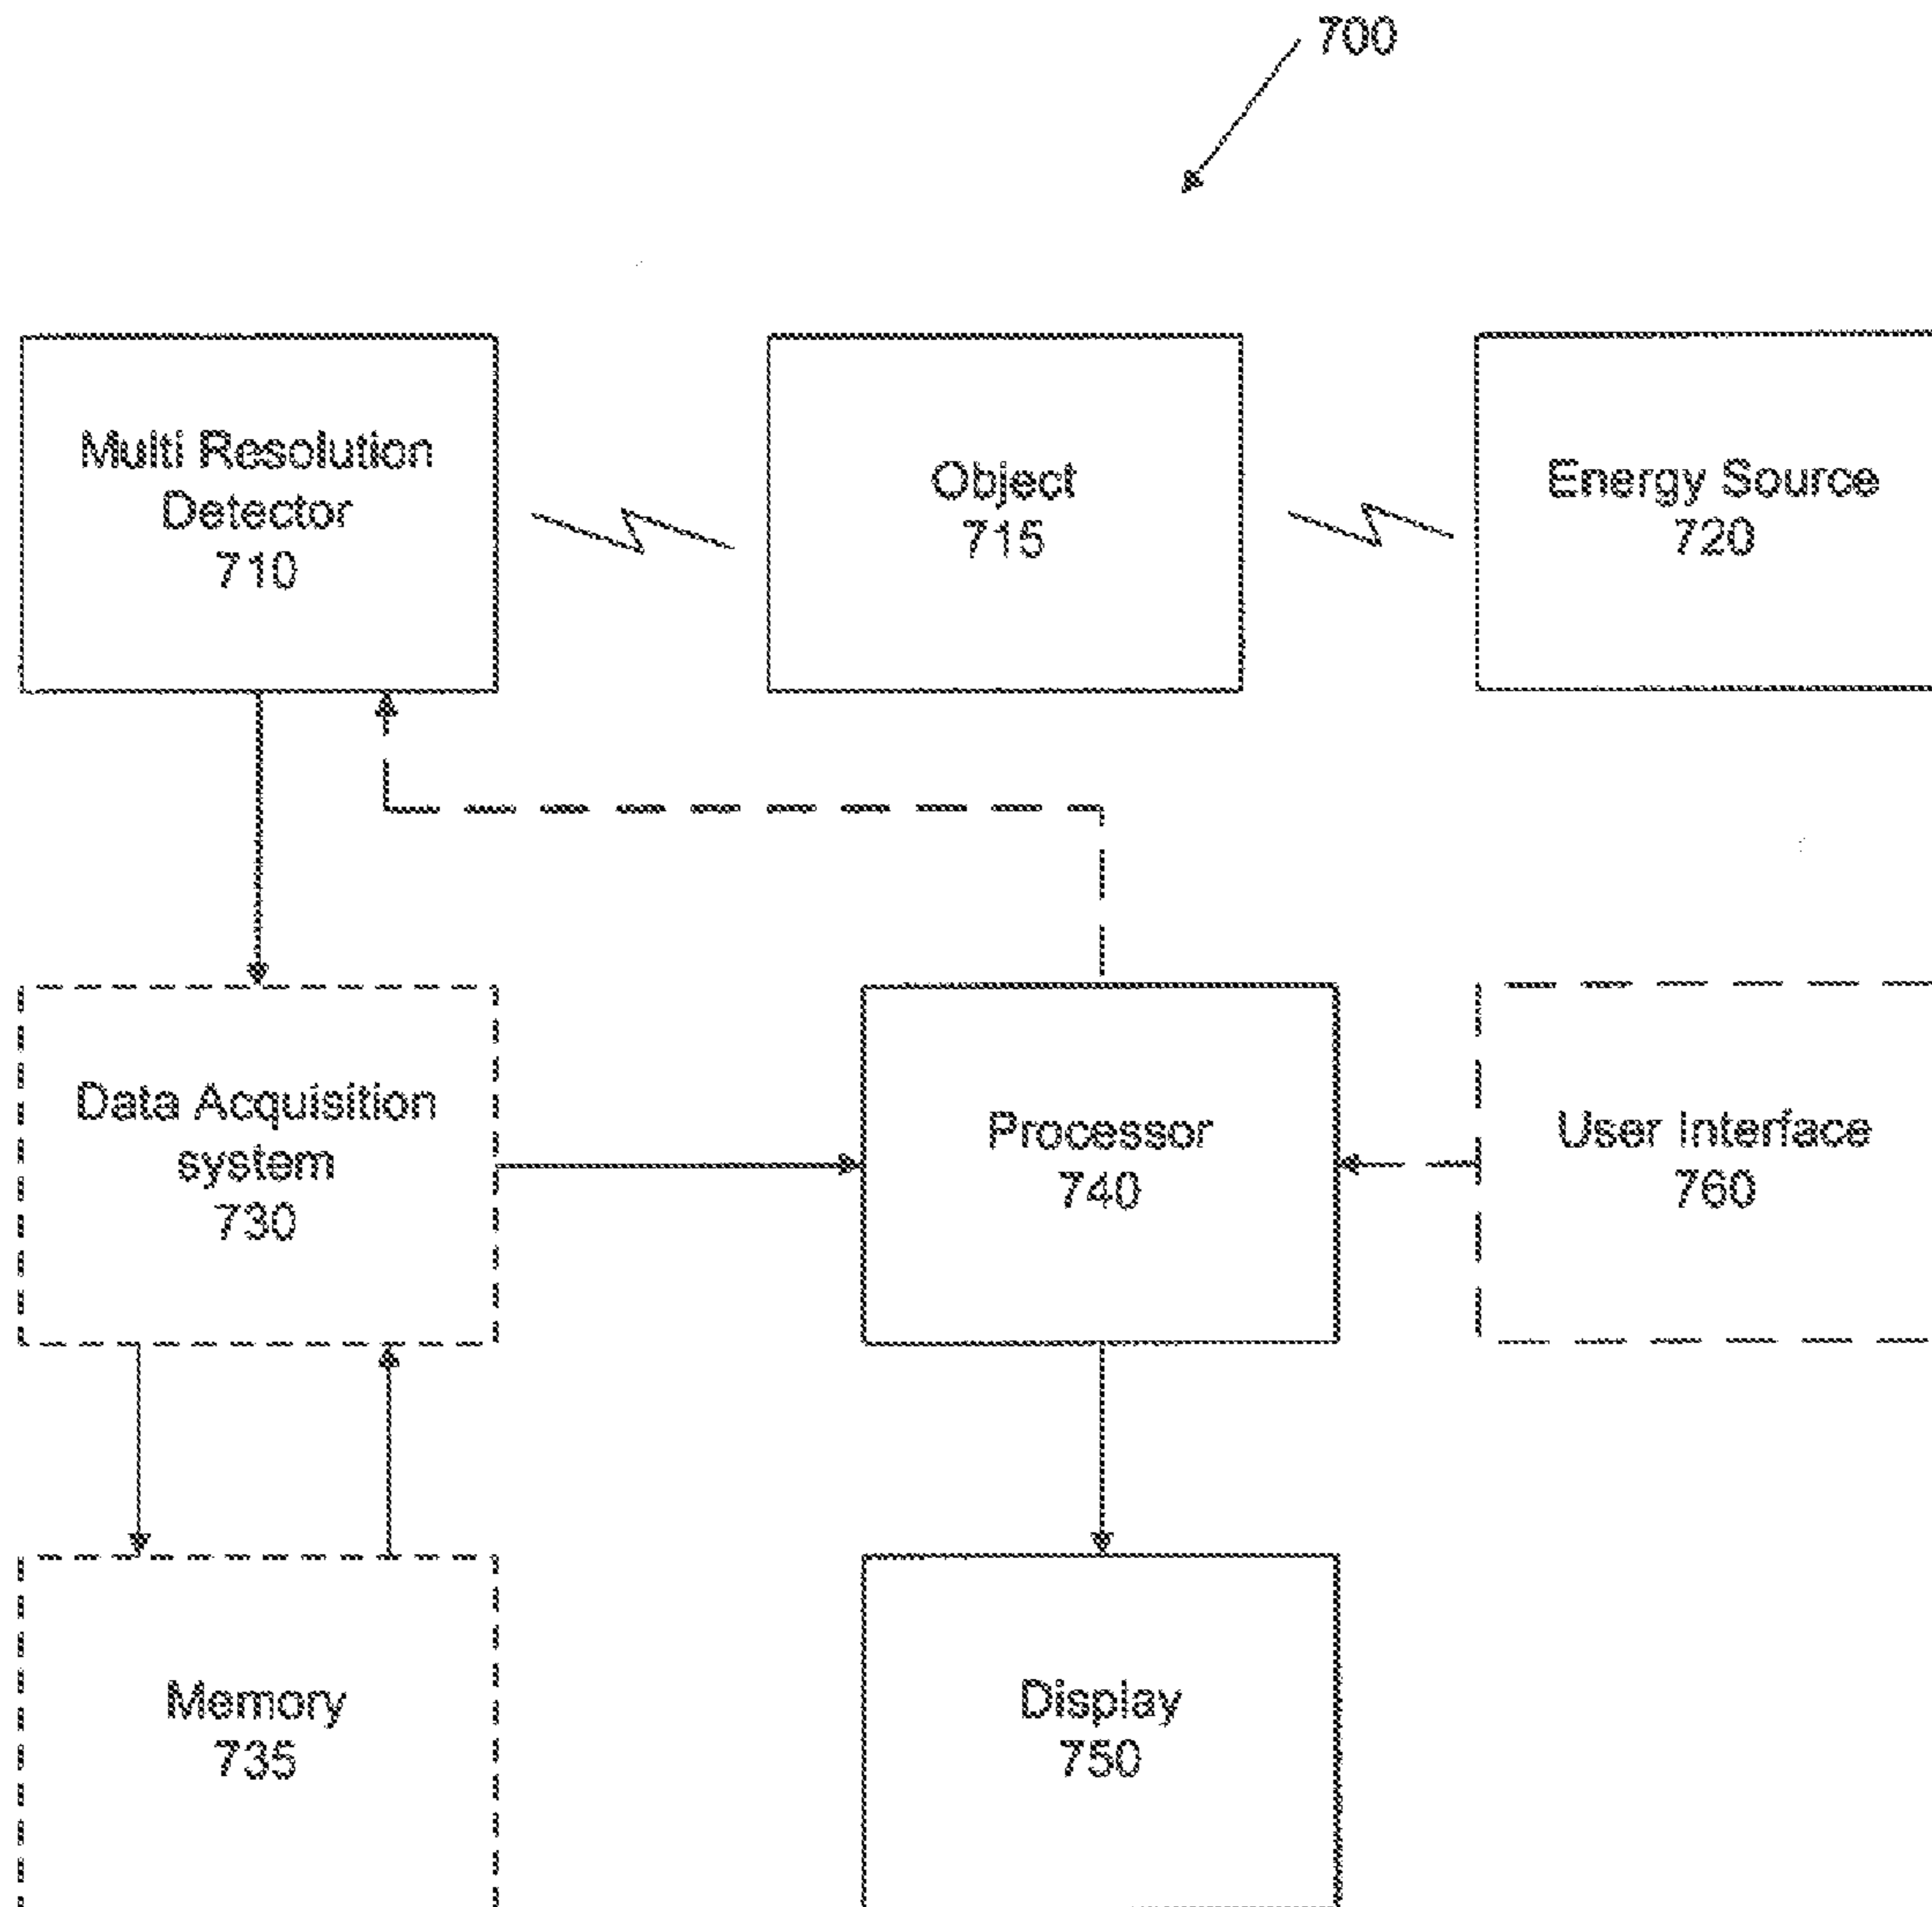 700
Multi Resolution
Detector
710
Object
715
Energy Source
720
Data Acquisition
system
730
Processor
740
User Interface
760
Memory
735
Display
750